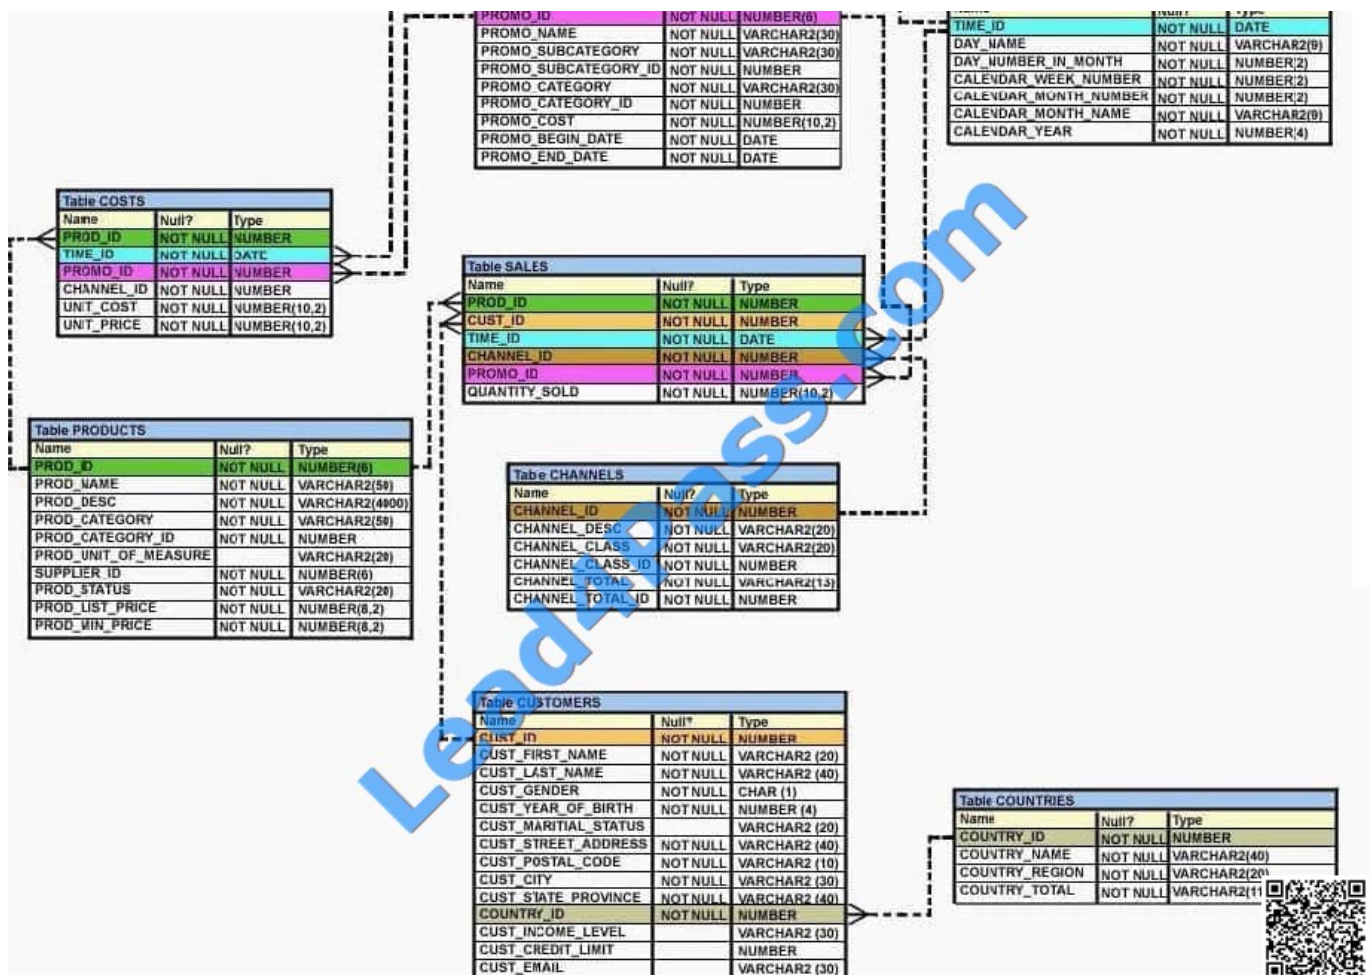 PROMO_ID NOT NULL NUMBER(6)
PROMO_NAME NOT NULL VARCHAR2(30)
PROMO_SUBCATEGORY NOT NULL VARCHAR2(30)
PROMO_SUBCATEGORY_ID NOT NULL NUMBER
PROMO_CATEGORY NOT NULL VARCHAR2(30)
PROMO_CATEGORY_ID NOT NULL NUMBER
PROMO_COST NOT NULL NUMBER(10,2)
PROMO_BEGIN_DATE NOT NULL DATE
PROMO_END_DATE NOT NULL DATE
Name Null? Type
TIME_ID NOT NULL DATE
DAY_NAME NOT NULL VARCHAR2(9)
DAY_NUMBER_IN_MONTH NOT NULL NUMBER(2)
CALENDAR_WEEK_NUMBER NOT NULL NUMBER(2)
CALENDAR_MONTH_NUMBER NOT NULL NUMBER(2)
CALENDAR_MONTH_NAME NOT NULL VARCHAR2(9)
CALENDAR_YEAR NOT NULL NUMBER(4)
Table COSTS
Name Null? Type
PROD_ID NOT NULL NUMBER
TIME_ID NOT NULL DATE
PROMO_ID NOT NULL NUMBER
CHANNEL_ID NOT NULL NUMBER
UNIT_COST NOT NULL NUMBER(10,2)
UNIT_PRICE NOT NULL NUMBER(10,2)
Table SALES
Name Null? Type
PROD_ID NOT NULL NUMBER
CUST_ID NOT NULL NUMBER
TIME_ID NOT NULL DATE
CHANNEL_ID NOT NULL NUMBER
PROMO_ID NOT NULL NUMBER
QUANTITY_SOLD NOT NULL NUMBER(10,2)
Table PRODUCTS
Name Null? Type
PROD_ID NOT NULL NUMBER(6)
PROD_NAME NOT NULL VARCHAR2(50)
PROD_DESC NOT NULL VARCHAR2(4000)
PROD_CATEGORY NOT NULL VARCHAR2(50)
PROD_CATEGORY_ID NOT NULL NUMBER
PROD_UNIT_OF_MEASURE VARCHAR2(20)
SUPPLIER_ID NOT NULL NUMBER(6)
PROD_STATUS NOT NULL VARCHAR2(20)
PROD_LIST_PRICE NOT NULL NUMBER(8,2)
PROD_MIN_PRICE NOT NULL NUMBER(8,2)
Table CHANNELS
Name Null? Type
CHANNEL_ID NOT NULL NUMBER
CHANNEL_DESC NOT NULL VARCHAR2(20)
CHANNEL_CLASS NOT NULL VARCHAR2(20)
CHANNEL_CLASS_ID NOT NULL NUMBER
CHANNEL_TOTAL NOT NULL VARCHAR2(13)
CHANNEL_TOTAL_ID NOT NULL NUMBER
Table CUSTOMERS
Name Null* Type
CUST_ID NOT NULL NUMBER
CUST_FIRST_NAME NOT NULL VARCHAR2 (20)
CUST_LAST_NAME NOT NULL VARCHAR2 (40)
CUST_GENDER NOT NULL CHAR (1)
CUST_YEAR_OF_BIRTH NOT NULL NUMBER (4)
CUST_MARITIAL_STATUS VARCHAR2 (20)
CUST_STREET_ADDRESS NOT NULL VARCHAR2 (40)
CUST_POSTAL_CODE NOT NULL VARCHAR2 (10)
CUST_CITY NOT NULL VARCHAR2 (30)
CUST_STATE_PROVINCE NOT NULL VARCHAR2 (40)
COUNTRY_ID NOT NULL NUMBER
CUST_INCOME_LEVEL VARCHAR2 (30)
CUST_CREDIT_LIMIT NUMBER
CUST_EMAIL VARCHAR2 (30)
Table COUNTRIES
Name Null? Type
COUNTRY_ID NOT NULL NUMBER
COUNTRY_NAME NOT NULL VARCHAR2(40)
COUNTRY_REGION NOT NULL VARCHAR2(20)
COUNTRY_TOTAL NOT NULL VARCHAR2(11
Lead4Pass.com